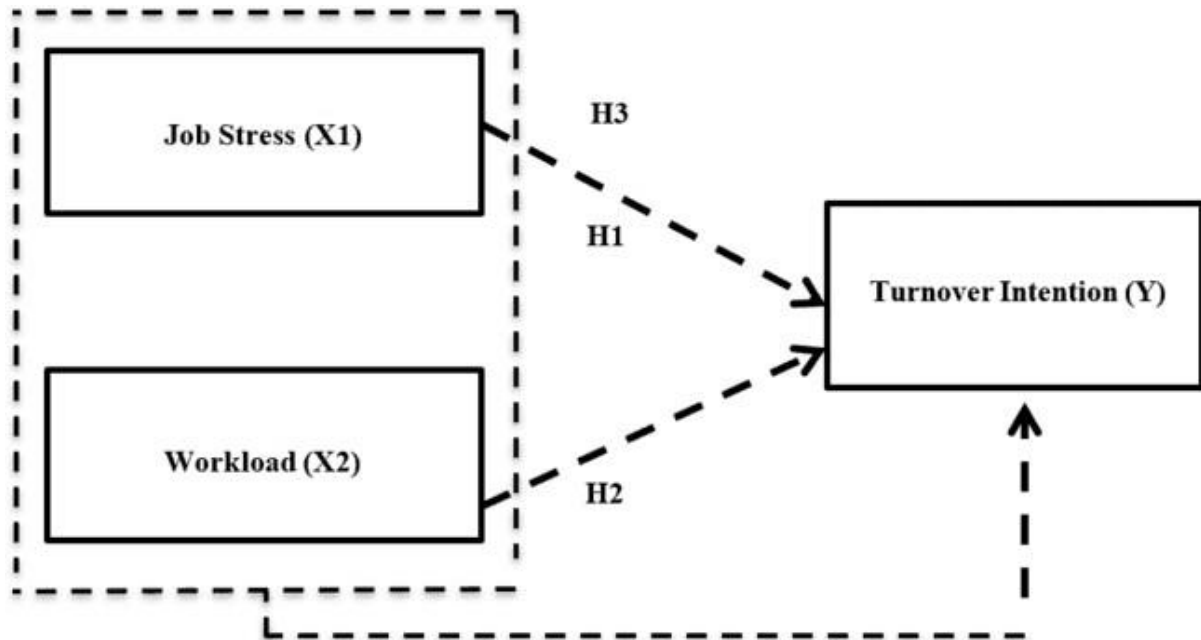 Job Stress (X1)
H3
H1
Turnover Intention (Y)
Workload (X2)
H2